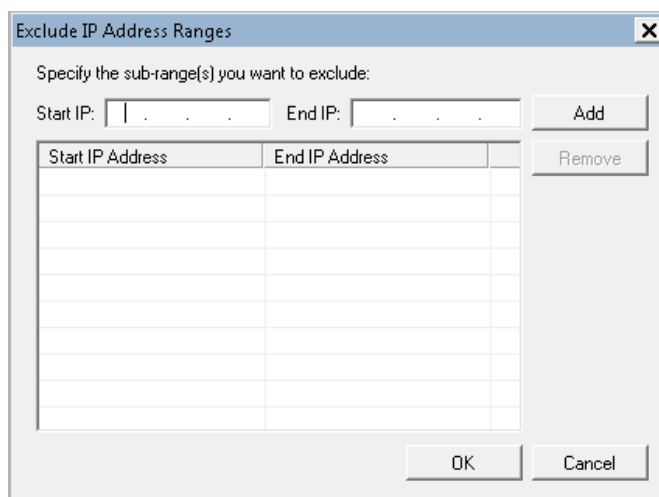 Exclude IP Address Ranges
Specify the sub-range(s) you want to exclude:
Start IP: . . . End IP: . . . Add
Start IP Address End IP Address Remove
OK Cancel